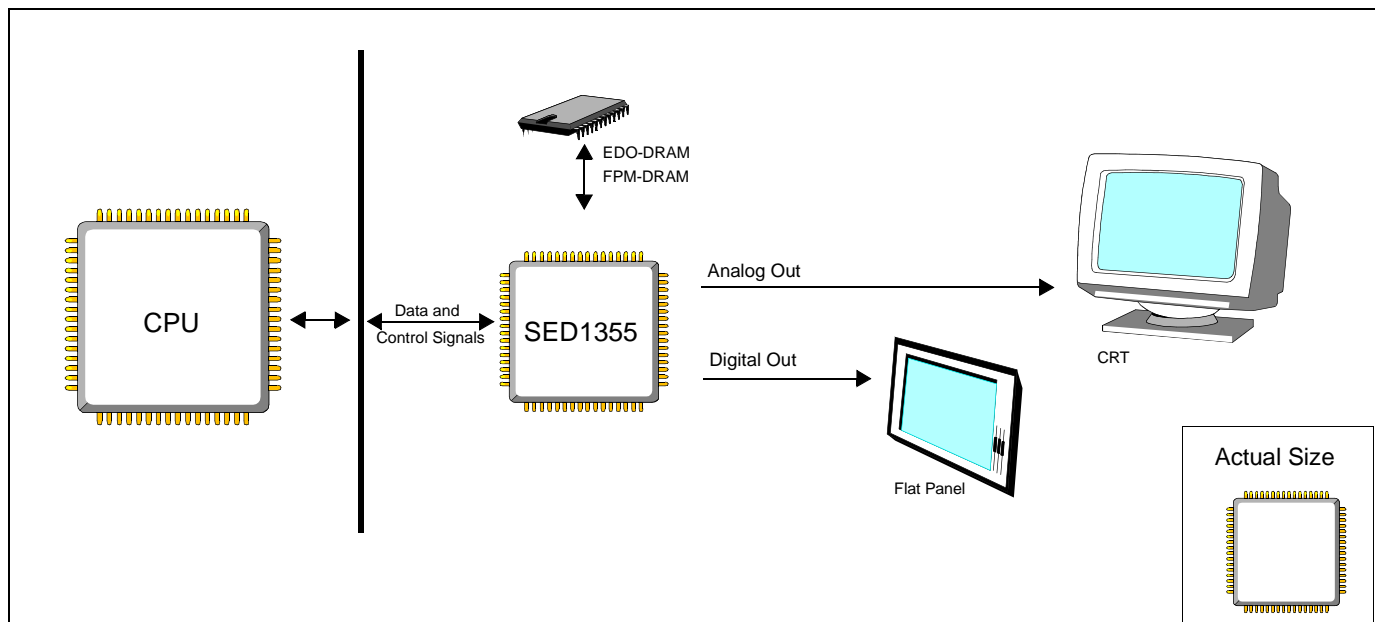 EDO-DRAM
FPM-DRAM
CPU
Data and
Control Signals
SED1355
Analog Out
Digital Out
CRT
Flat Panel
Actual Size